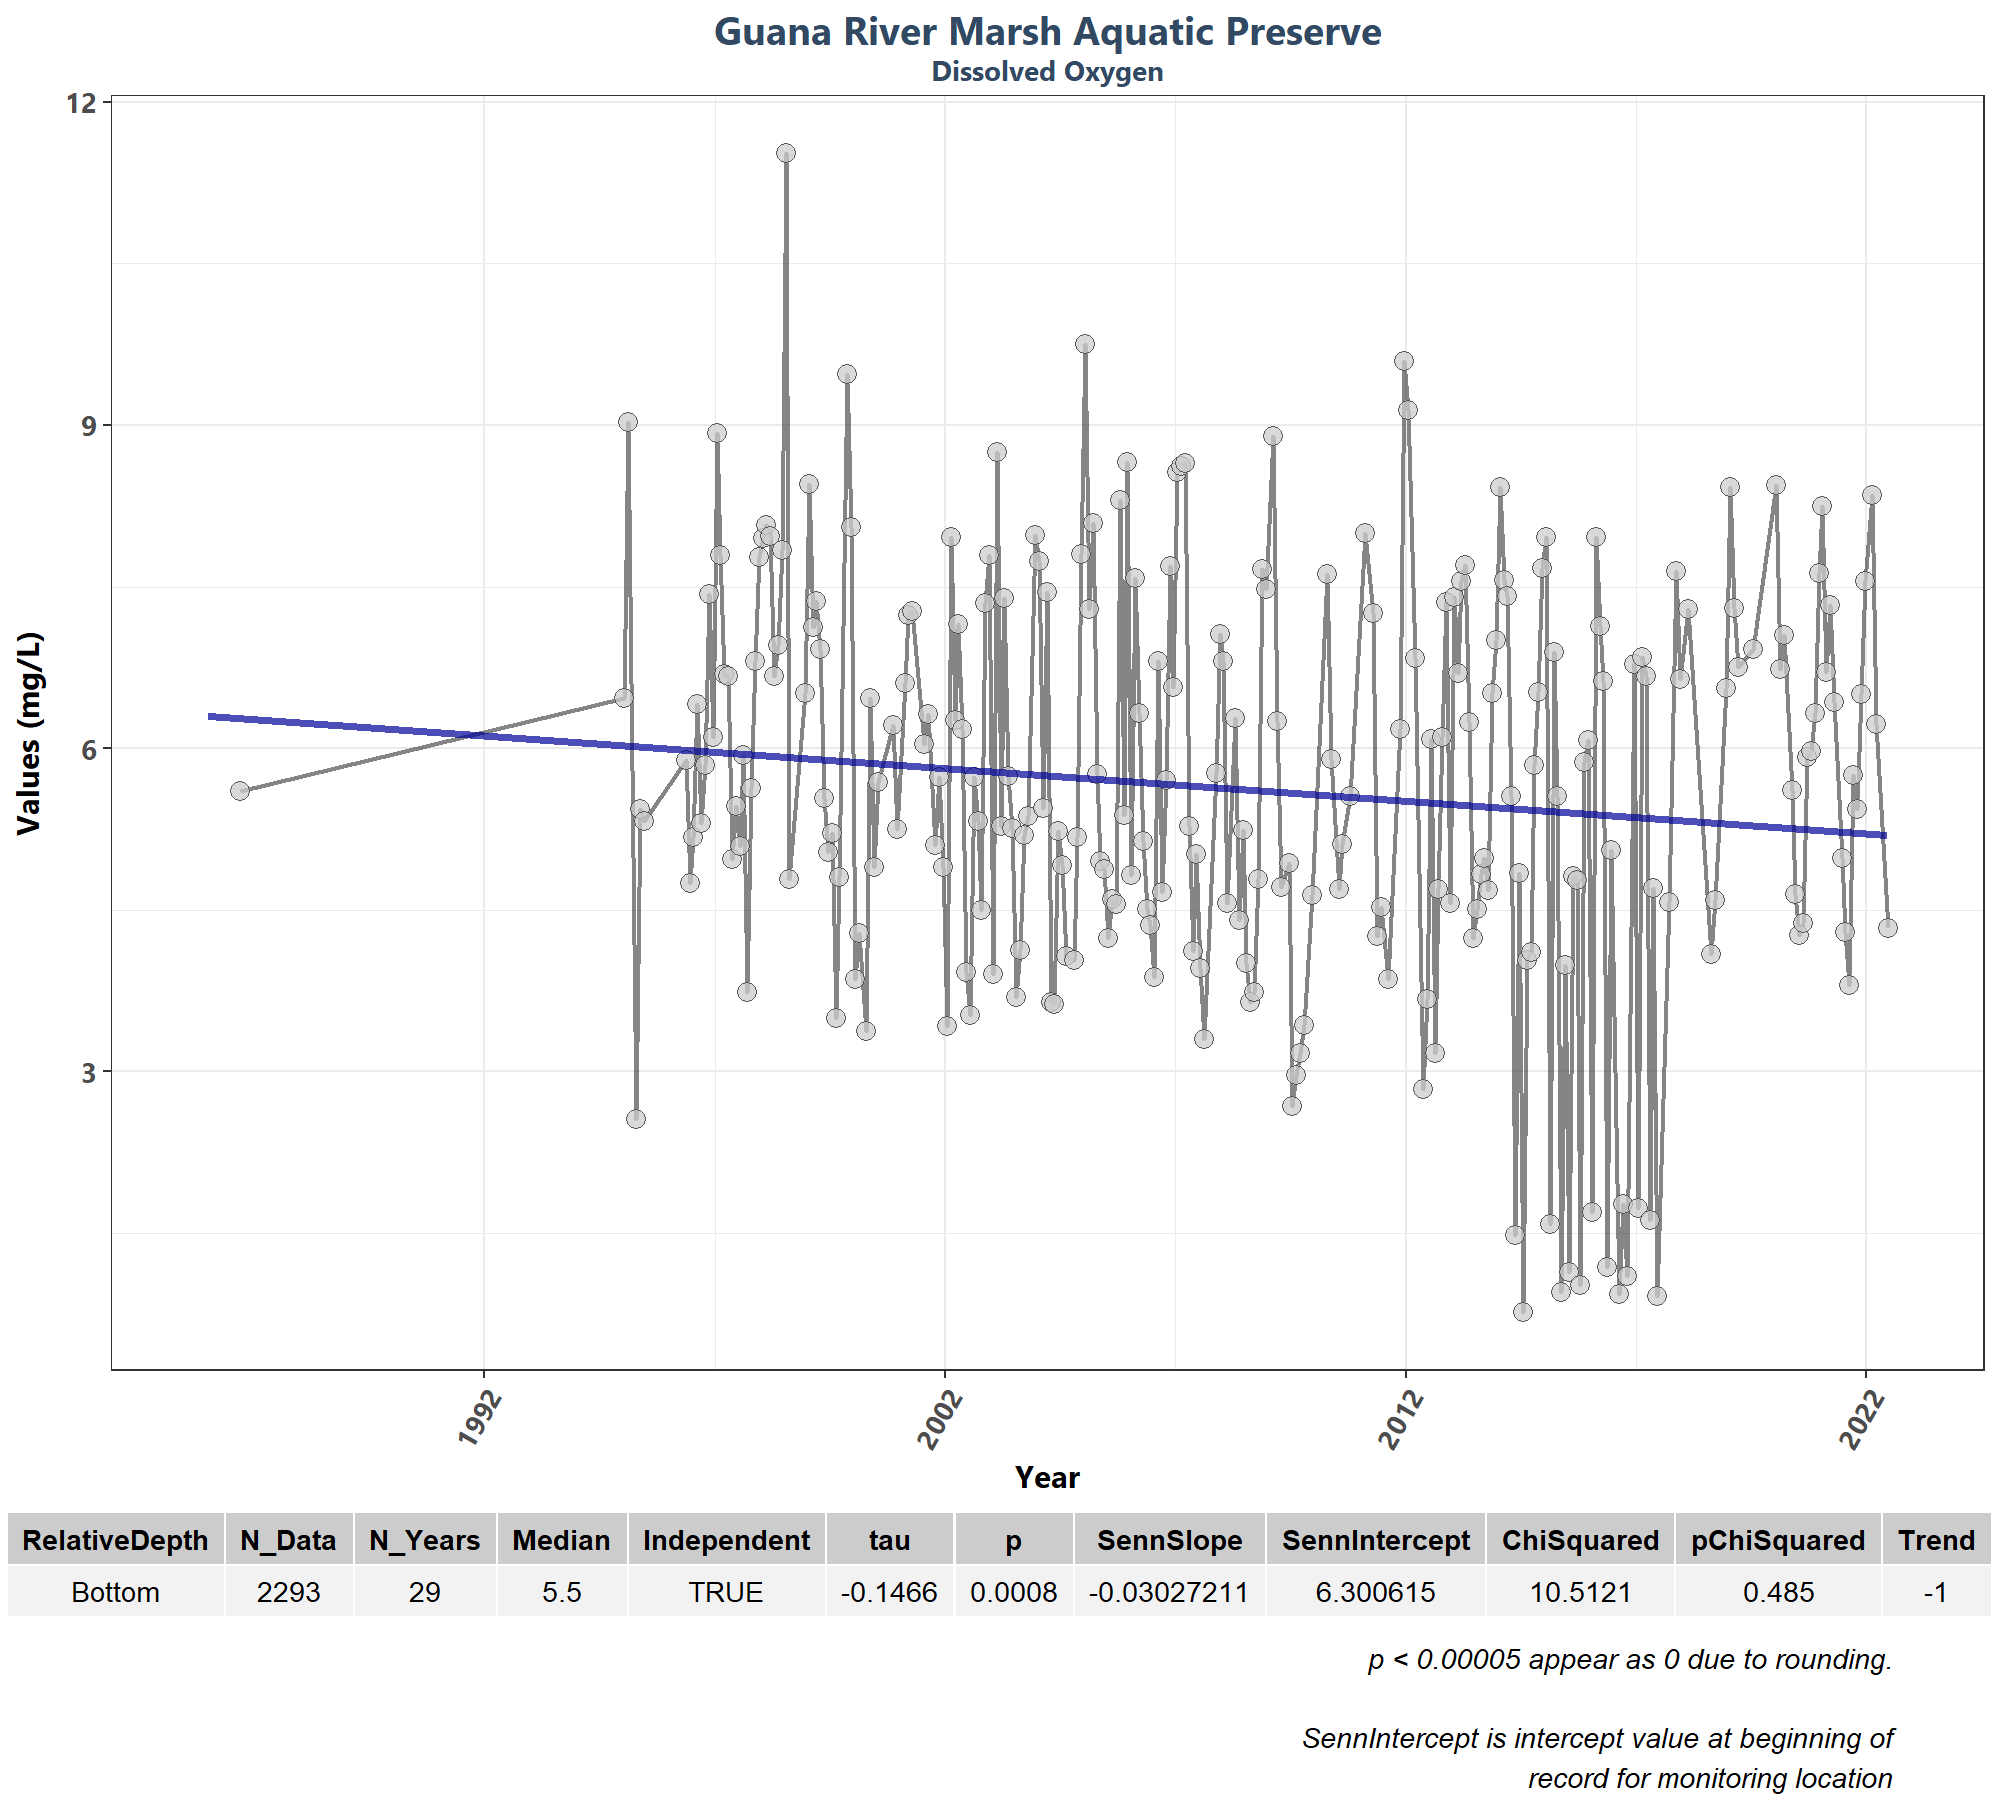 Guana River Marsh Aquatic Preserve
Dissolved Oxygen
12
9
6
3
Values (mg/L)
1992
2002
2012
2022
Year
RelativeDepth N_Data N_Years Median Independent tau p SennSlope SennIntercept ChiSquared pChiSquared Trend
Bottom 2293 29 5.5 TRUE -0.1466 0.0008 -0.03027211 6.300615 10.5121 0.485 -1
p < 0.00005 appear as 0 due to rounding.
SennIntercept is intercept value at beginning of
record for monitoring location